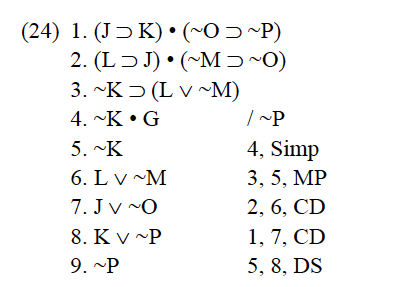 (24) 1. (J ⊃ K) • (~O ⊃ ~P)
2. (L ⊃ J) • (~M ⊃ ~O)
3. ~K ⊃ (L ∨ ~M)
4. ~K • G / ~P
5. ~K 4, Simp
6. L ∨ ~M 3, 5, MP
7. J ∨ ~O 2, 6, CD
8. K ∨ ~P 1, 7, CD
9. ~P 5, 8, DS